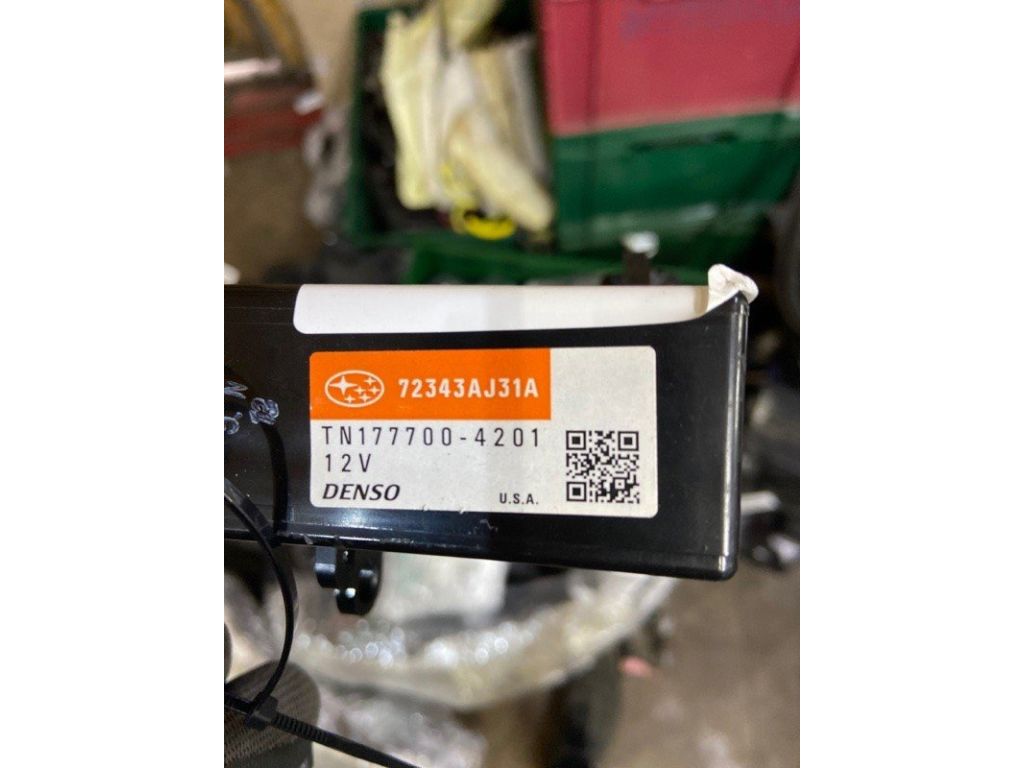 72343AJ31A
TN177700-4201
12V
DENSO
U.S.A.